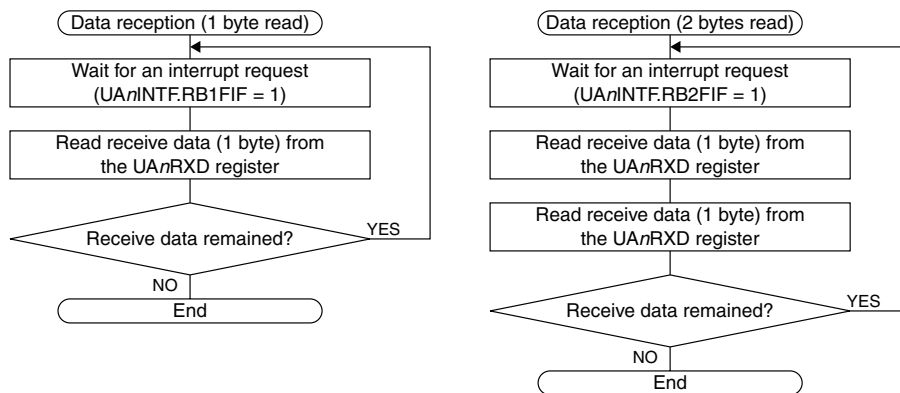 Data reception (1 byte read)
Wait for an interrupt request
(UAnINTF.RB1FIF = 1)
Read receive data (1 byte) from
the UAnRXD register
Receive data remained?
YES
NO
End
Data reception (2 bytes read)
Wait for an interrupt request
(UAnINTF.RB2FIF = 1)
Read receive data (1 byte) from
the UAnRXD register
Read receive data (1 byte) from
the UAnRXD register
Receive data remained?
YES
NO
End